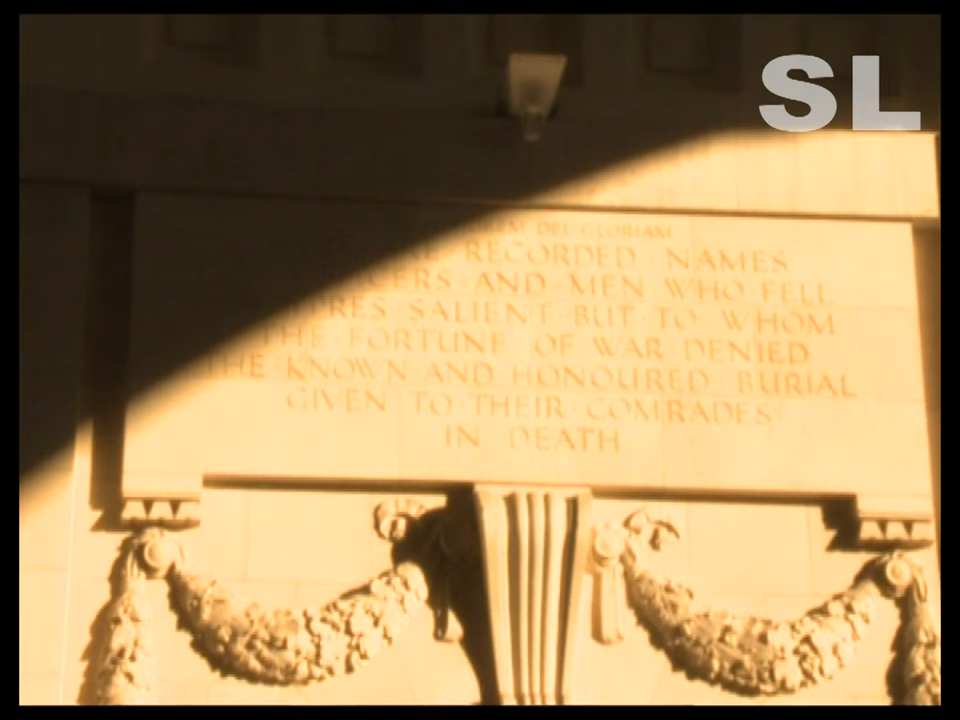 SL
DEI GLORIAM
RECORDED NAMES
AND MEN WHO FELL
SALIENT BUT TO WHOM
THE FORTUNE OF WAR DENIED
THE KNOWN AND HONOURED BURIAL
GIVEN TO THEIR COMRADES
IN DEATH